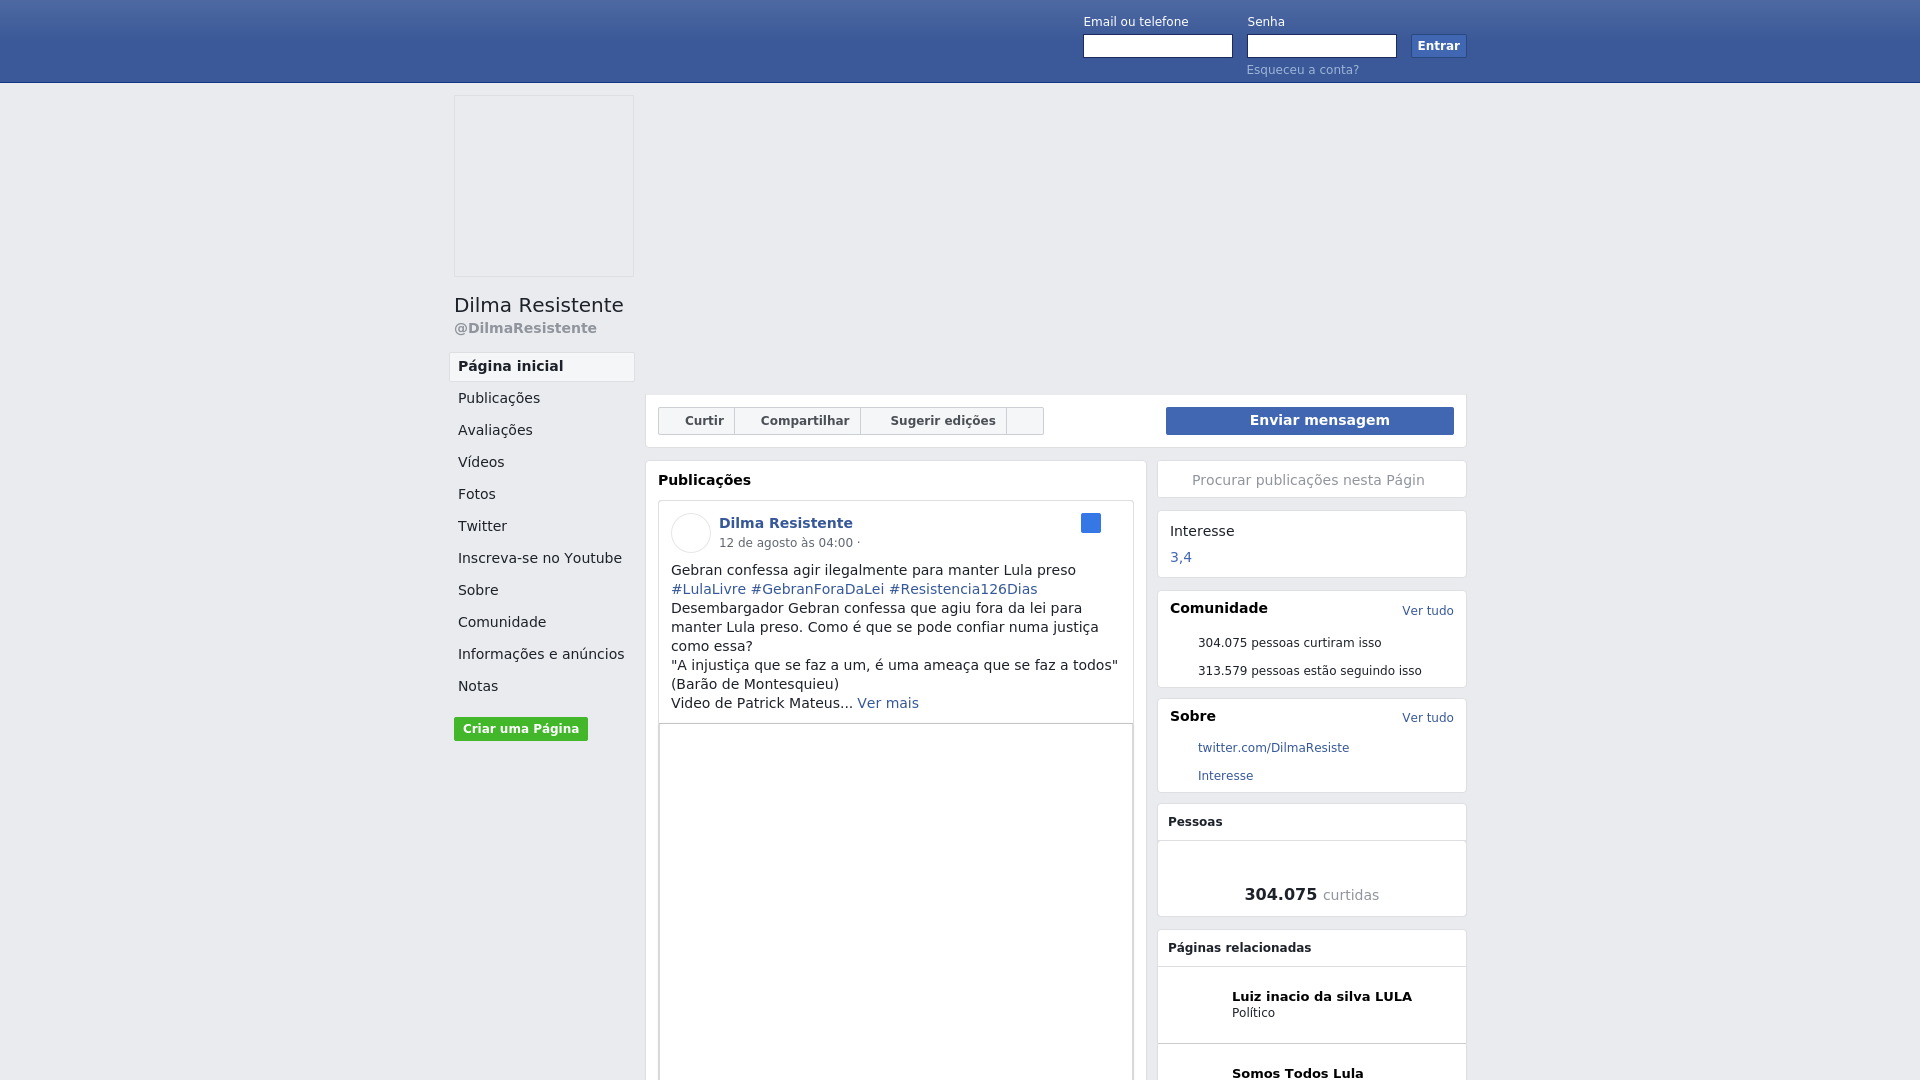 Email ou telefone
Senha
Entrar
Esqueceu a conta?
Dilma Resistente
@DilmaResistente
Página inicial
Publicações
Avaliações
Vídeos
Fotos
Twitter
Inscreva-se no Youtube
Sobre
Comunidade
Informações e anúncios
Notas
Criar uma Página
Curtir
Compartilhar
Sugerir edições
Enviar mensagem
Publicações
Dilma Resistente
12 de agosto às 04:00 ·
Gebran confessa agir ilegalmente para manter Lula preso
#LulaLivre #GebranForaDaLei #Resistencia126Dias
Desembargador Gebran confessa que agiu fora da lei para
manter Lula preso. Como é que se pode confiar numa justiça
como essa?
"A injustiça que se faz a um, é uma ameaça que se faz a todos"
(Barão de Montesquieu)
Video de Patrick Mateus... Ver mais
Procurar publicações nesta Págin
Interesse
3,4
Comunidade
Ver tudo
304.075 pessoas curtiram isso
313.579 pessoas estão seguindo isso
Sobre
Ver tudo
twitter.com/DilmaResiste
Interesse
Pessoas
304.075 curtidas
Páginas relacionadas
Luiz inacio da silva LULA
Político
Somos Todos Lula